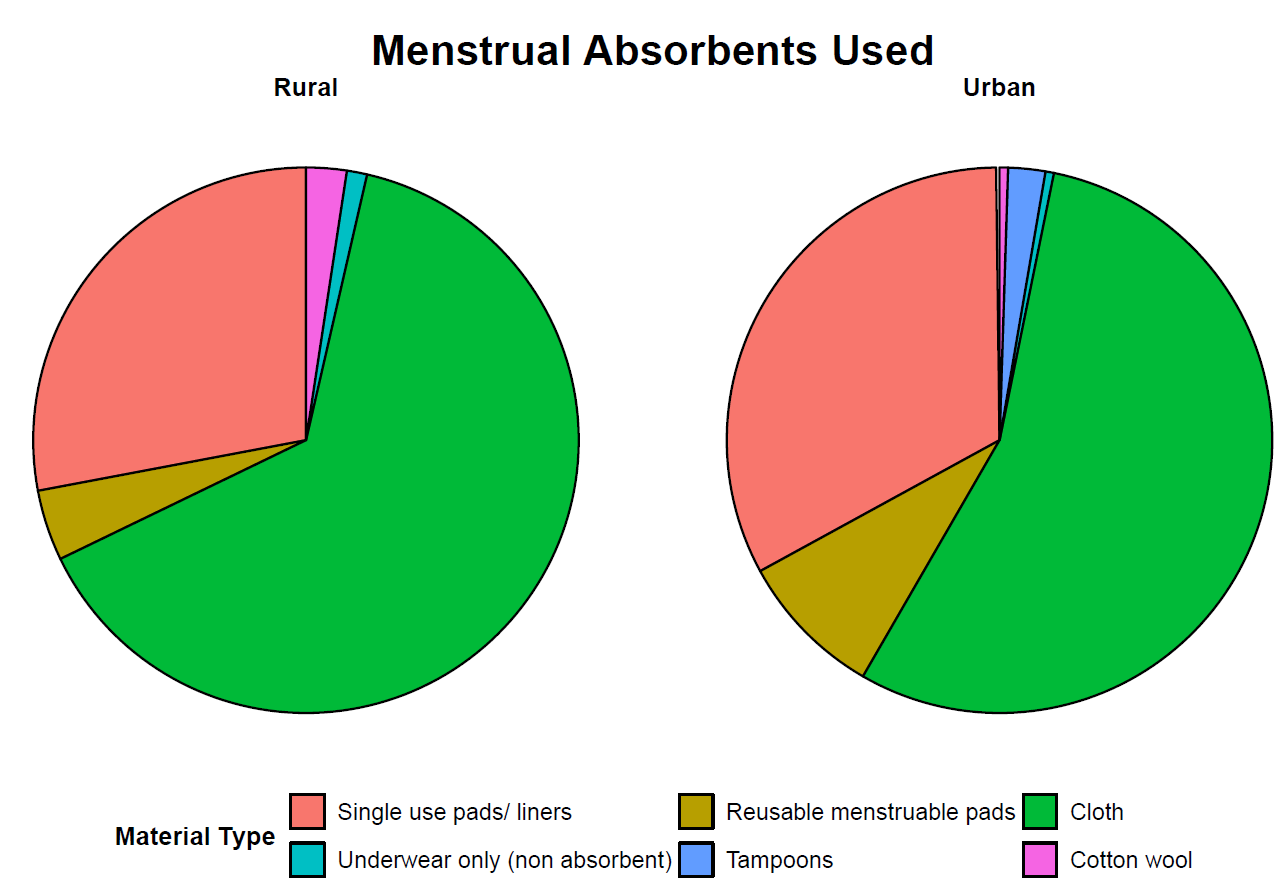 Menstrual Absorbents Used
Rural Urban
Single use pads/ liners Reusable menstruable pads Cloth
Material Type
Underwear only (non absorbent) Tampoons Cotton wool